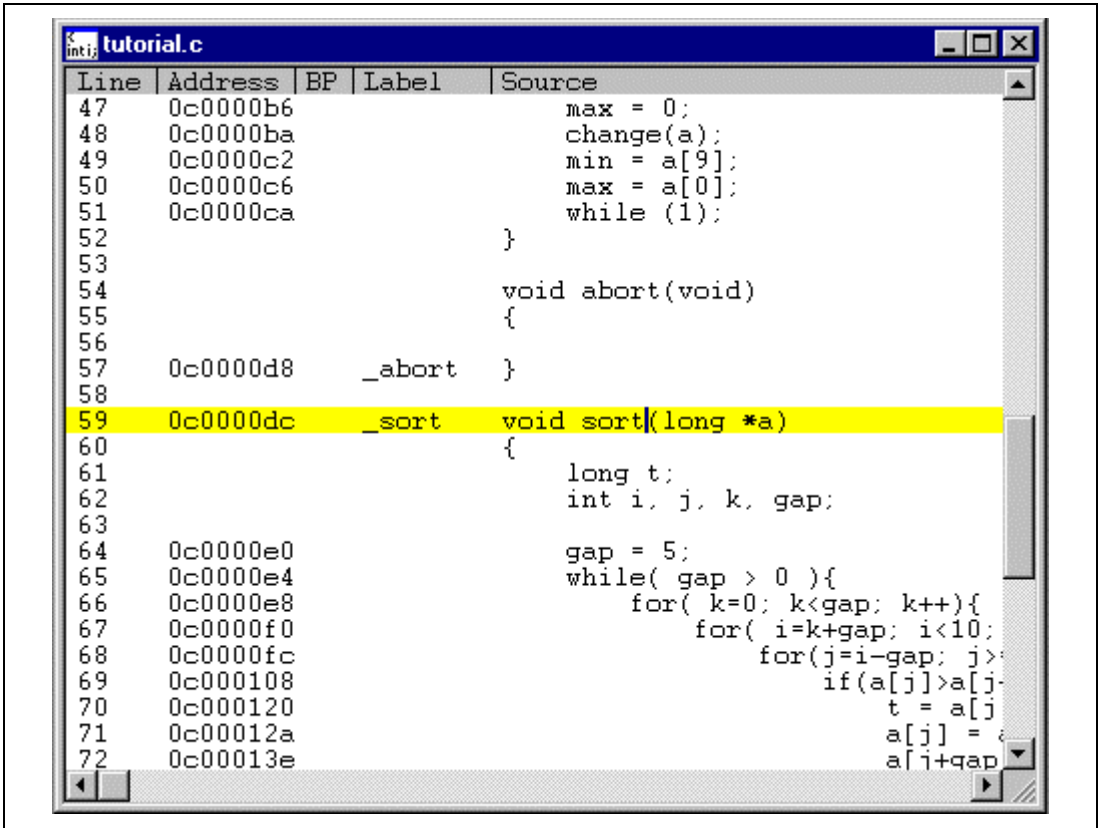 inti; tutorial.c
Line Address BP Label Source
47 0c0000b6 max = 0;
48 0c0000ba change(a);
49 0c0000c2 min = a[9];
50 0c0000c6 max = a[0];
51 0c0000ca while (1);
52 }
53
54 void abort(void)
55 {
56
57 0c0000d8 _abort }
58
59 0c0000dc _sort void sort(long *a)
60 {
61 long t;
62 int i, j, k, gap;
63
64 0c0000e0 gap = 5;
65 0c0000e4 while( gap > 0 ){
66 0c0000e8 for( k=0; k<gap; k++){
67 0c0000f0 for( i=k+gap; i<10;
68 0c0000fc for(j=i-gap; j>
69 0c000108 if(a[j]>a[j
70 0c000120 t = a[j
71 0c00012a a[j] =
72 0c00013e a[j+gap